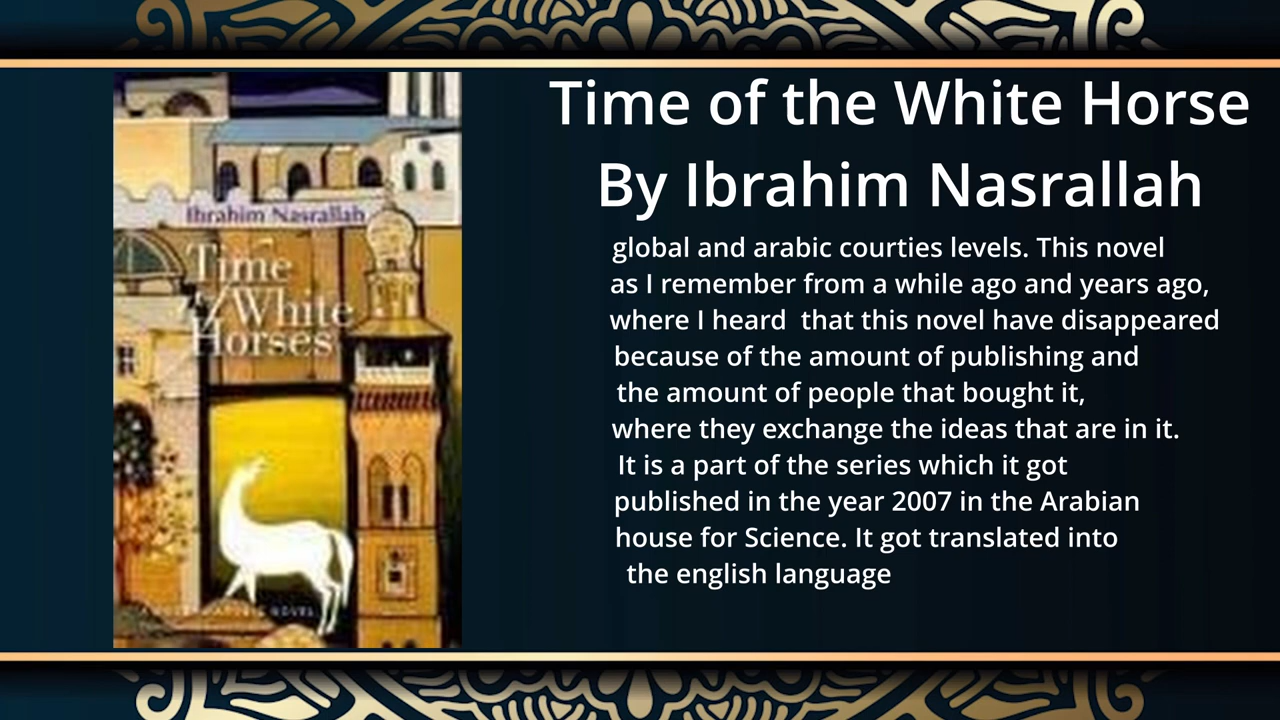 Time of the White Horse
By Ibrahim Nasrallah
global and arabic courties levels. This novel
as I remember from a while ago and years ago,
where I heard  that this novel have disappeared
because of the amount of publishing and
the amount of people that bought it,
where they exchange the ideas that are in it.
It is a part of the series which it got
published in the year 2007 in the Arabian
house for Science. It got translated into
the english language
Ibrahim Nasrallah
Time
of
White
Horses
NOVEL